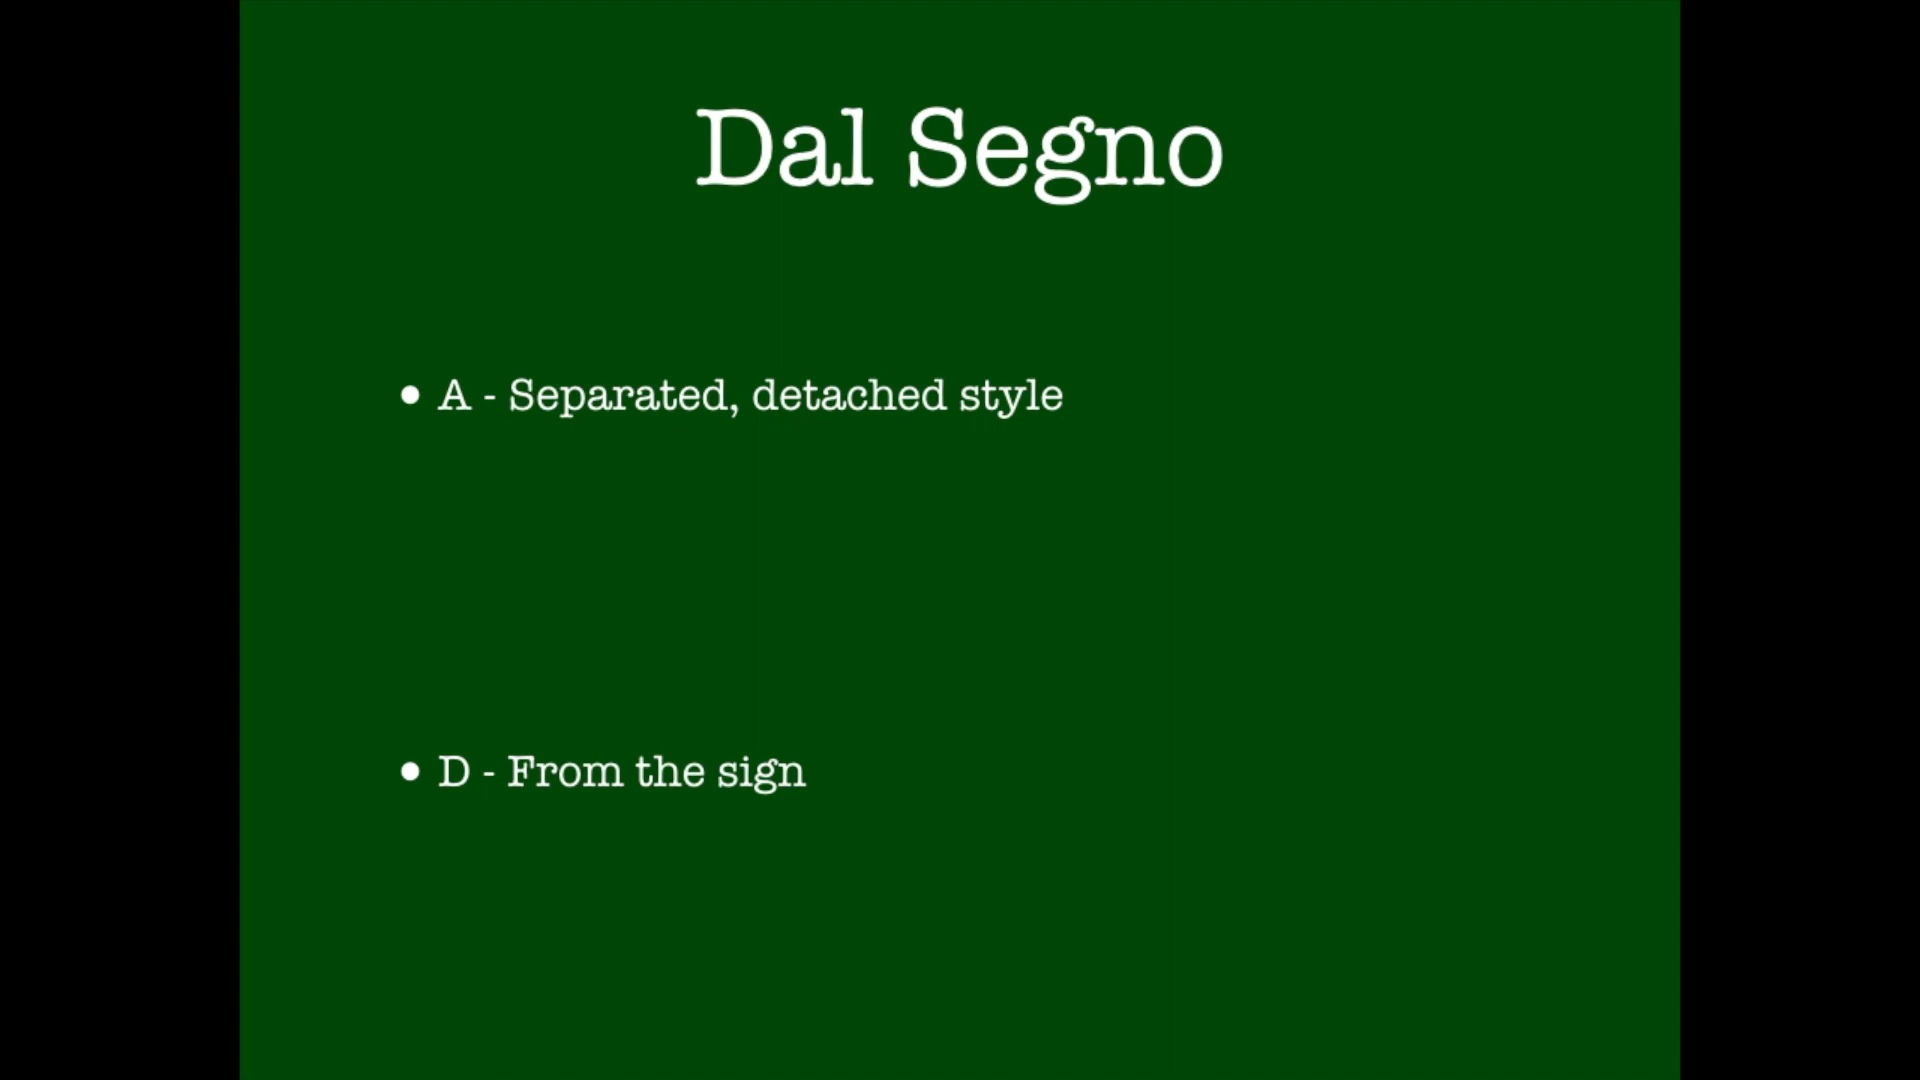 Dal Segno
• A - Separated, detached style
• D - From the sign